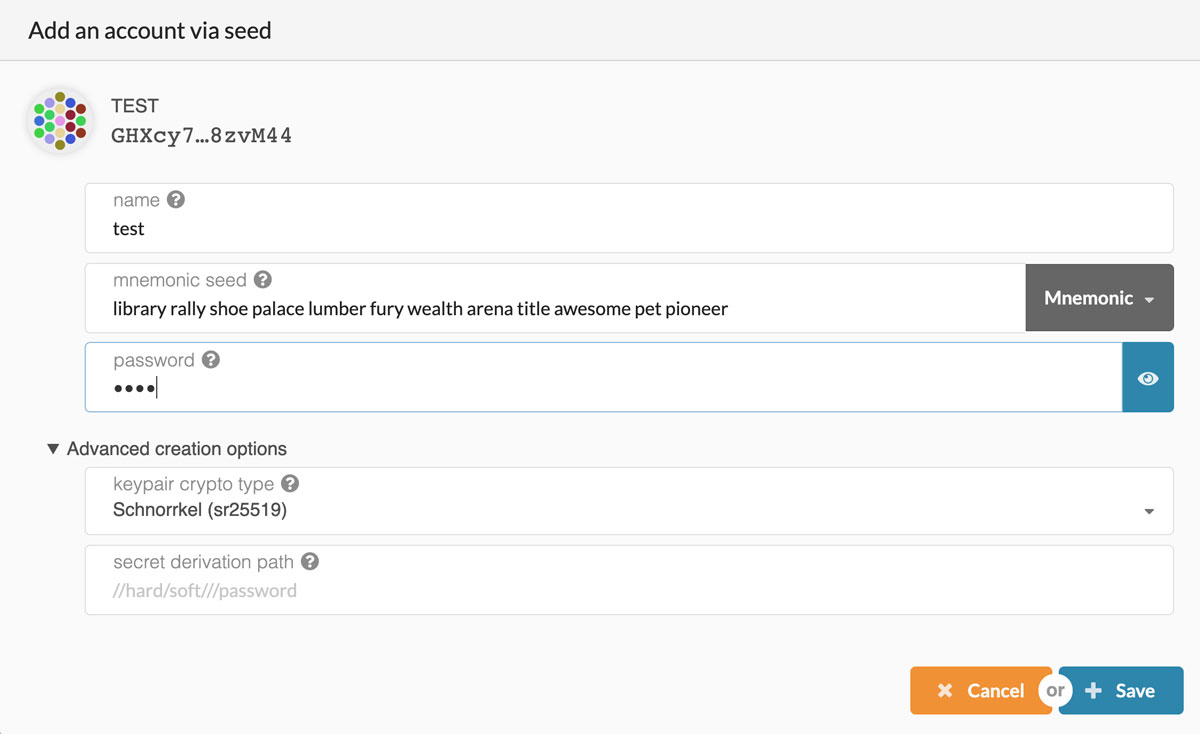 Add an account via seed
TEST
GHXcy7…8zvM44
name ?
test
mnemonic seed ?
library rally shoe palace lumber fury wealth arena title awesome pet pioneer
Mnemonic
password ?
••••
Advanced creation options
keypair crypto type ?
Schnorrkel (sr25519)
secret derivation path ?
//hard/soft///password
Cancel or Save